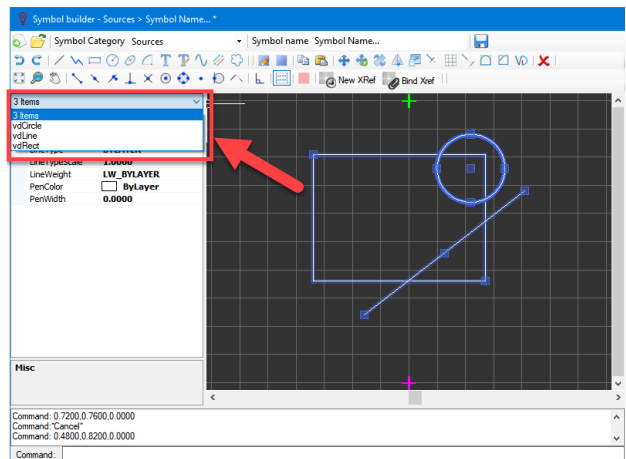 Symbol builder - Sources > Symbol Name... *
Symbol Category Sources Symbol name Symbol Name...
New XRef Bind Xref
3 Items
3 Items
vdCircle
vdLine
vdRect
LineType BYLAYER
LineTypeScale 1.0000
LineWeight LW_BYLAYER
PenColor ByLayer
PenWidth 0.0000
Misc
Command: 0.7200,0.7600,0.0000
Command:*Cancel*
Command: 0.4800,0.8200,0.0000
Command: